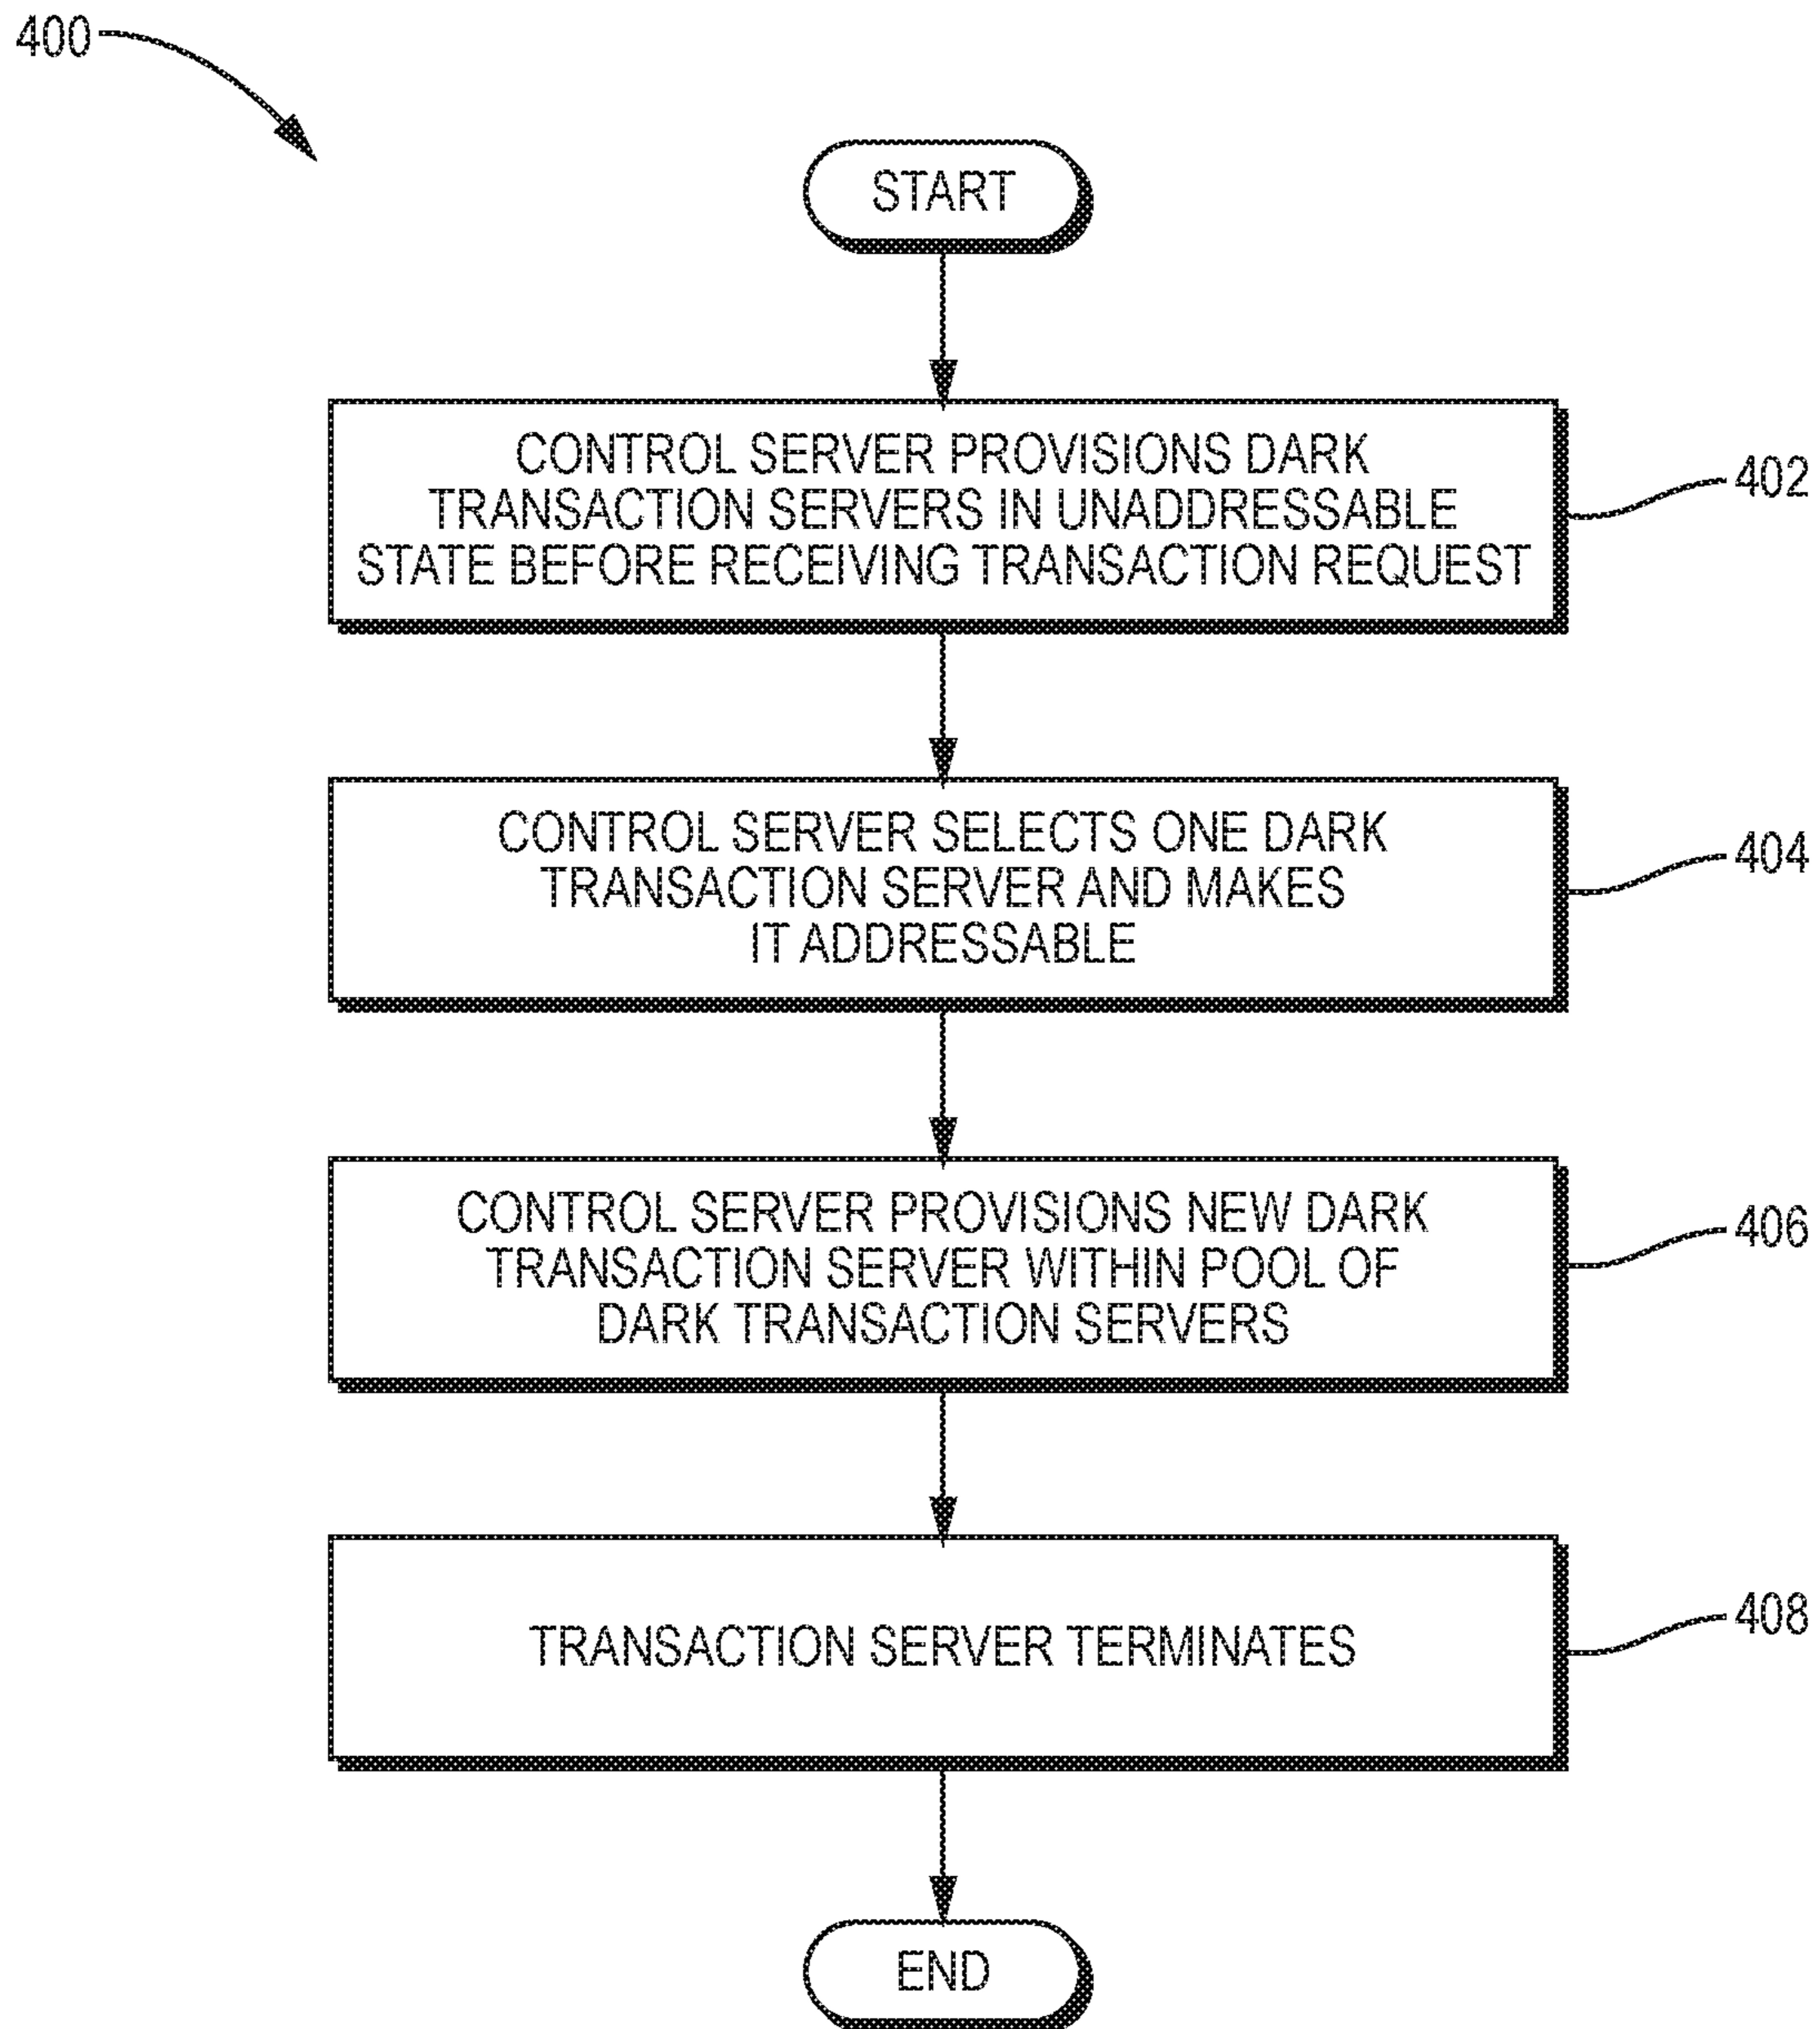 400
START
CONTROL SERVER PROVISIONS DARK
TRANSACTION SERVERS IN UNADDRESSABLE
STATE BEFORE RECEIVING TRANSACTION REQUEST
402
CONTROL SERVER SELECTS ONE DARK
TRANSACTION SERVER AND MAKES
IT ADDRESSABLE
404
CONTROL SERVER PROVISIONS NEW DARK
TRANSACTION SERVER WITHIN POOL OF
DARK TRANSACTION SERVERS
406
TRANSACTION SERVER TERMINATES
408
END